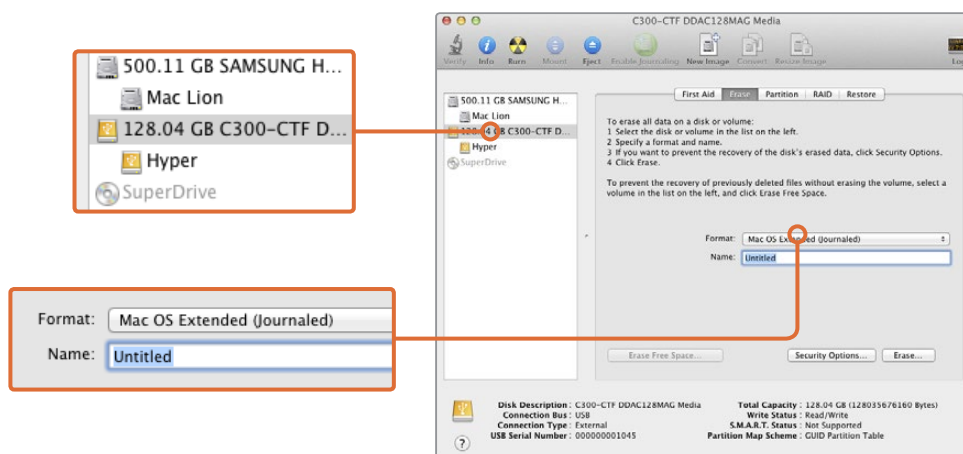 500.11 GB SAMSUNG H...
Mac Lion
128.04 GB C300-CTF D...
Hyper
SuperDrive
Format: Mac OS Extended (Journaled)
Name: Untitled
C300-CTF DDAC128MAG Media
Verify Info Burn Mount Eject Enable Journaling New Image Convert Resize Image
500.11 GB SAMSUNG H...
Mac Lion
128.04 GB C300-CTF D...
Hyper
SuperDrive
First Aid Erase Partition RAID Restore
To erase all data on a disk or volume:
1 Select the disk or volume in the list on the left.
2 Specify a format and name.
3 If you want to prevent the recovery of the disk's erased data, click Security Options.
4 Click Erase.
To prevent the recovery of previously deleted files without erasing the volume, select a
volume in the list on the left, and click Erase Free Space.
Format: Mac OS Extended (Journaled)
Name: Untitled
Erase Free Space... Security Options... Erase...
Disk Description : C300-CTF DDAC128MAG Media Total Capacity : 128.04 GB (128035676160 Bytes)
Connection Bus : USB Write Status : Read/Write
Connection Type : External S.M.A.R.T. Status : Not Supported
USB Serial Number : 000000001045 Partition Map Scheme : GUID Partition Table
?